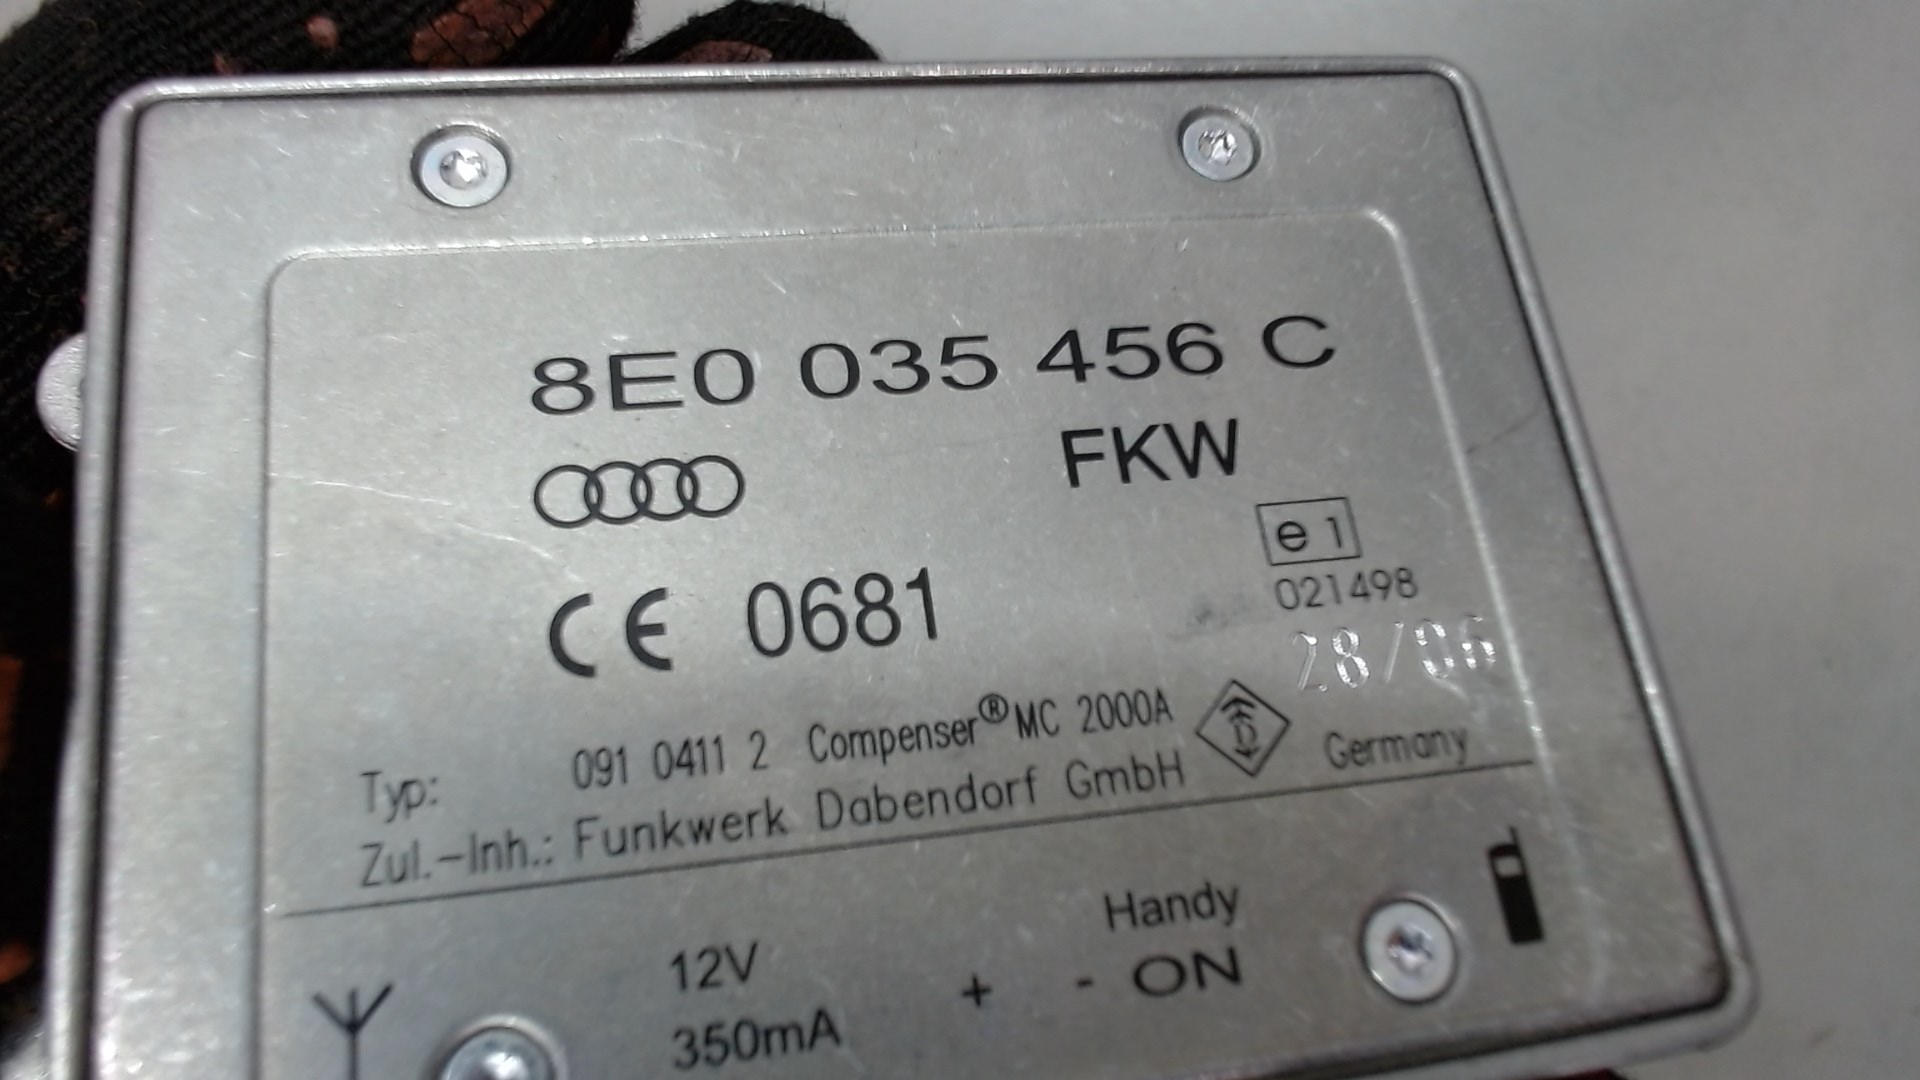 8E0 035 456 C
FKW
e1
CE 0681
021498
28/06
Typ: 091 0411 2 Compenser® MC 2000A
Zul.-Inh.: Funkwerk Dabendorf GmbH Germany
Handy
12V + - ON
350mA